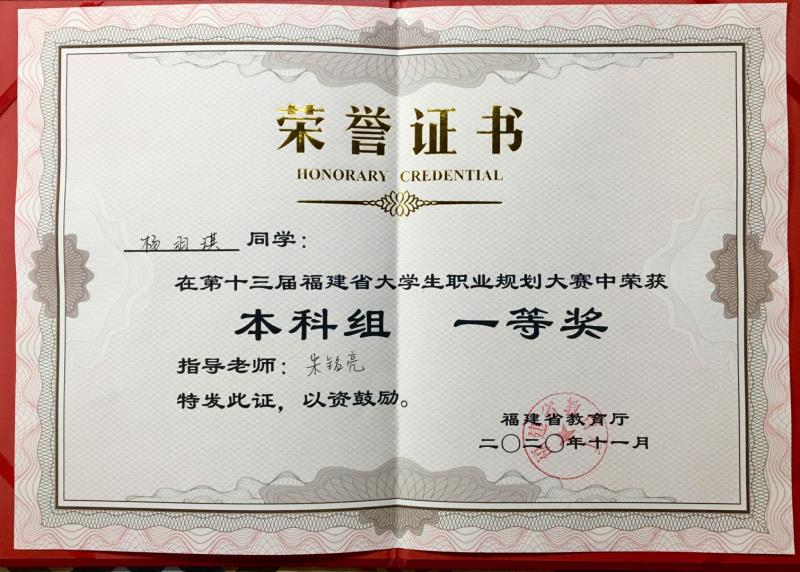 荣誉证书
HONORARY CREDENTIAL
杨羽琪 同学：
在第十三届福建省大学生职业规划大赛中荣获
本科组 一等奖
指导老师：朱铭亮
特发此证，以资鼓励。
福建省教育厅
二〇二〇年十一月